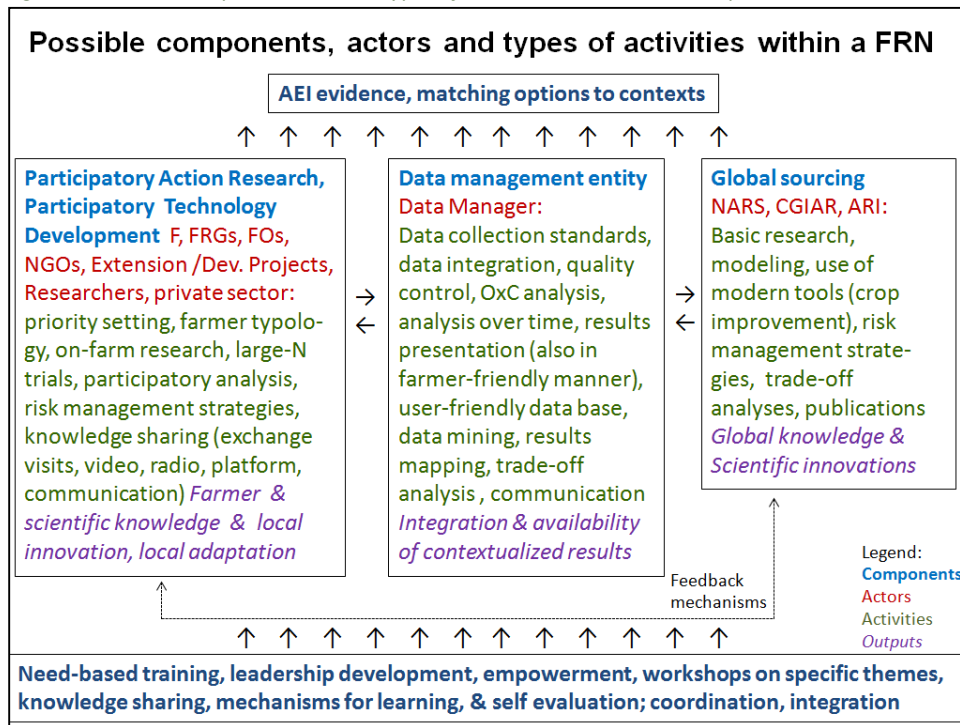 Possible components, actors and types of activities within a FRN
AEI evidence, matching options to contexts
Participatory Action Research,
Participatory Technology
Development F, FRGs, FOs,
NGOs, Extension /Dev. Projects,
Researchers, private sector:
priority setting, farmer typolo-
gy, on-farm research, large-N
trials, participatory analysis,
risk management strategies,
knowledge sharing (exchange
visits, video, radio, platform,
communication) Farmer &
scientific knowledge & local
innovation, local adaptation
Data management entity
Data Manager:
Data collection standards,
data integration, quality
control, OxC analysis,
analysis over time, results
presentation (also in
farmer-friendly manner),
user-friendly data base,
data mining, results
mapping, trade-off
analysis , communication
Integration & availability
of contextualized results
Global sourcing
NARS, CGIAR, ARI:
Basic research,
modeling, use of
modern tools (crop
improvement), risk
management strate-
gies, trade-off
analyses, publications
Global knowledge &
Scientific innovations
Feedback
mechanisms
Legend:
Components
Actors
Activities
Outputs
Need-based training, leadership development, empowerment, workshops on specific themes,
knowledge sharing, mechanisms for learning, & self evaluation; coordination, integration